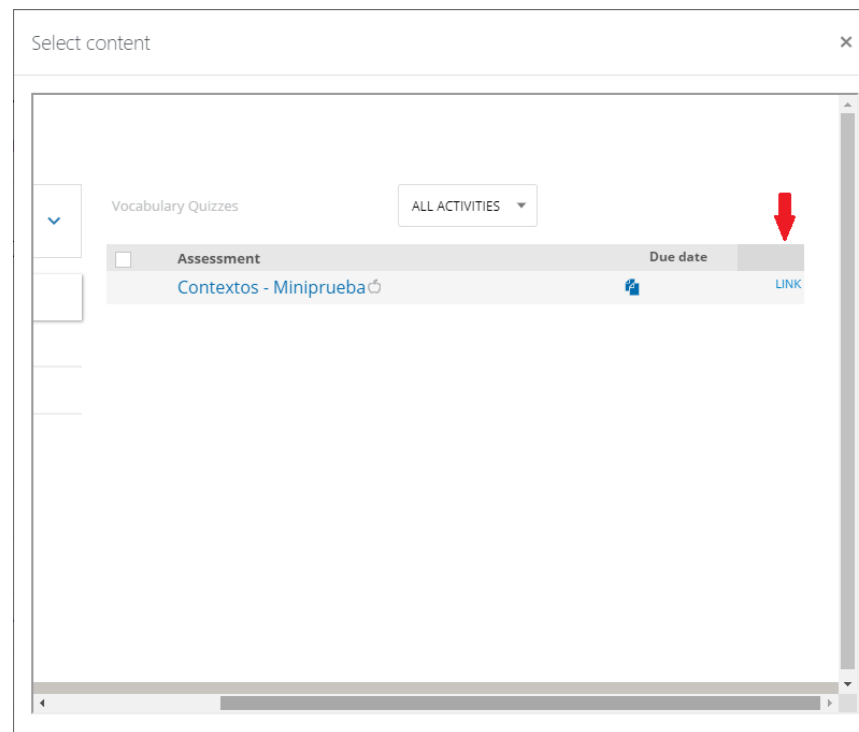 Select content
Vocabulary Quizzes
ALL ACTIVITIES
Assessment Due date
Contextos - Miniprueba LINK